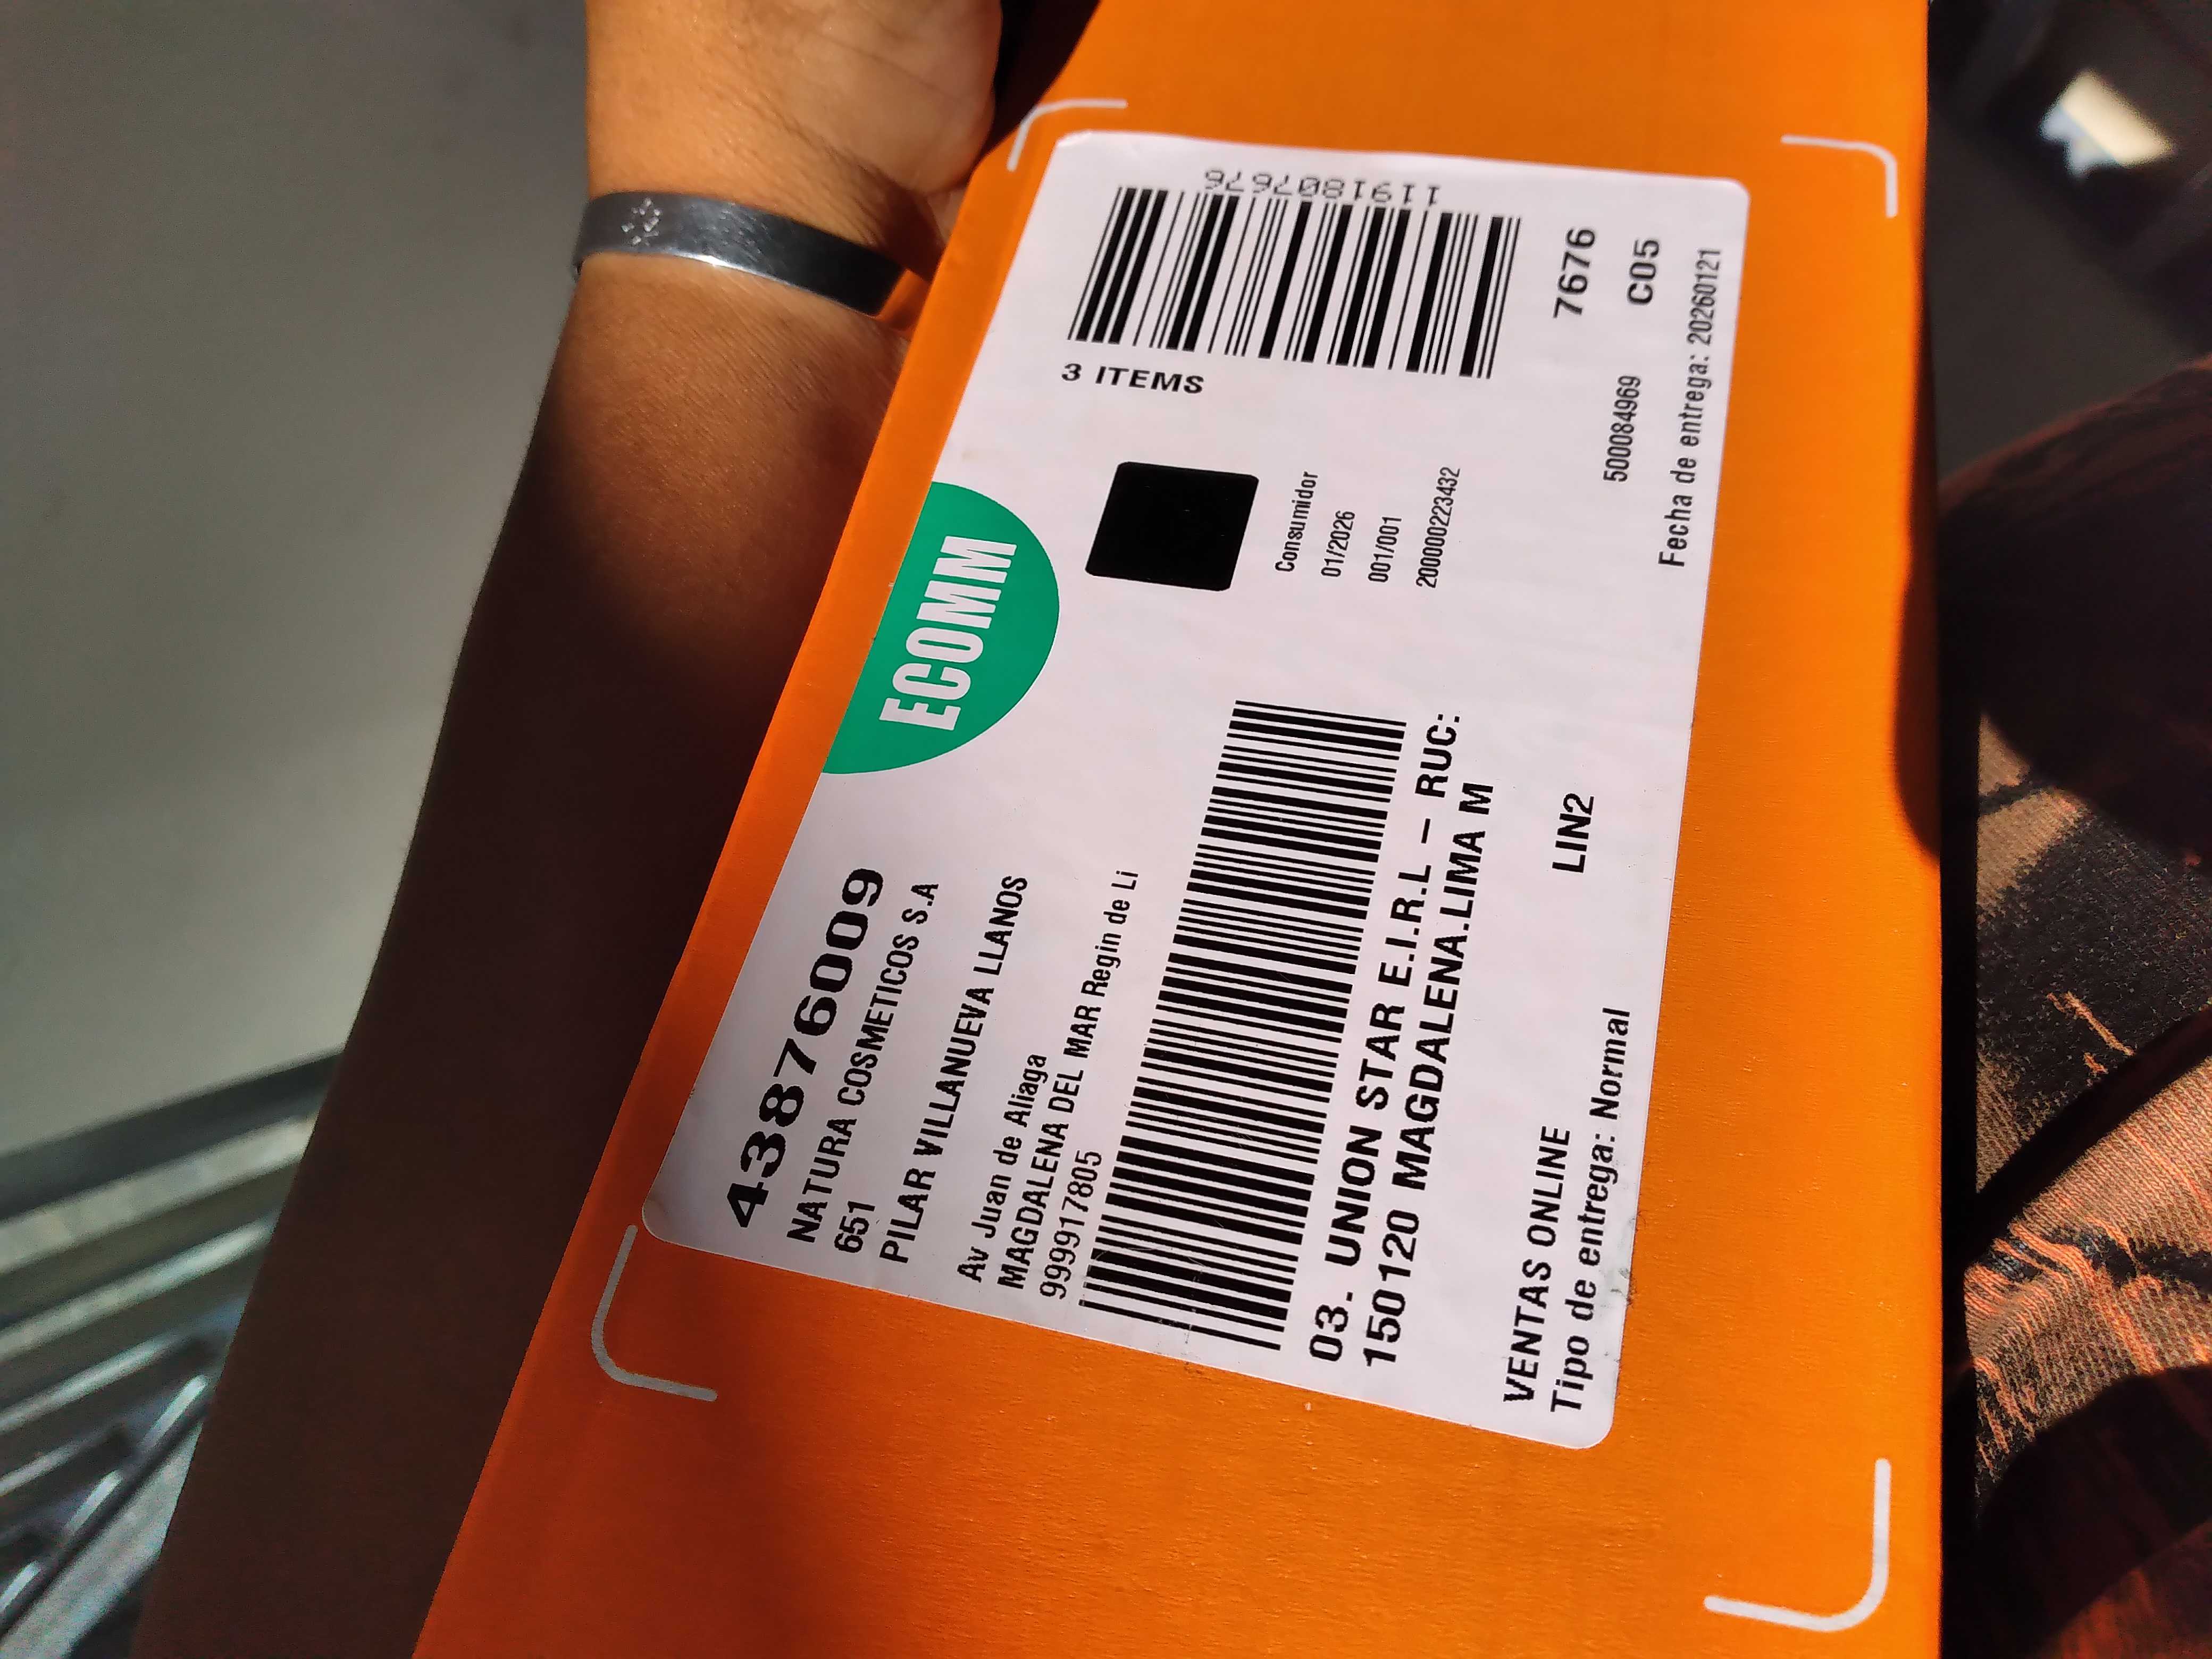 43876009
NATURA COSMETICOS S.A
651
PILAR VILLANUEVA LLANOS
Av Juan de Aliaga
MAGDALENA DEL MAR Regin de Li
999917805
ECOMM
11918076 76
3 ITEMS
Consumidor
01/2026
001/001
2000000223432
03. UNION STAR E.I.R.L – RUC:
150120 MAGDALENA.LIMA M
7676
LIN2
500084969
C05
VENTAS ONLINE
Tipo de entrega: Normal
Fecha de entrega: 20260121